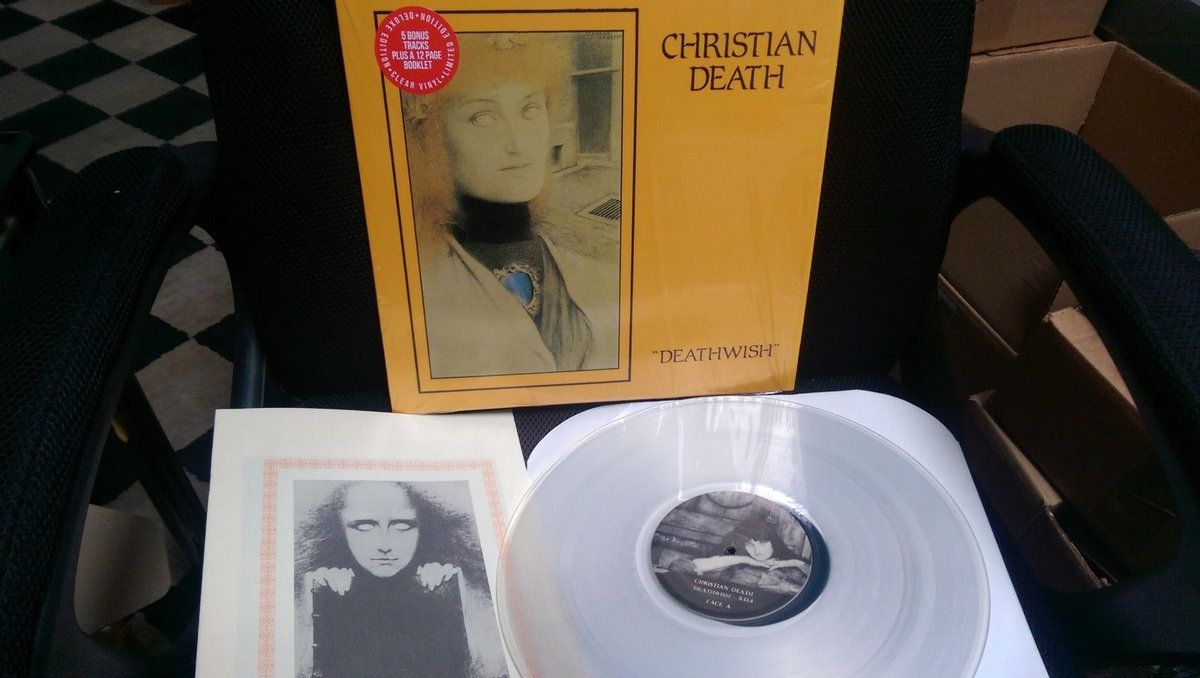 DELUXE EDITION • LIMITED EDITION • CLEAR VINYL •
5 BONUS
TRACKS
PLUS A 12 PAGE
BOOKLET
CHRISTIAN
DEATH
"DEATHWISH"
CHRISTIAN DEATH
FACE A